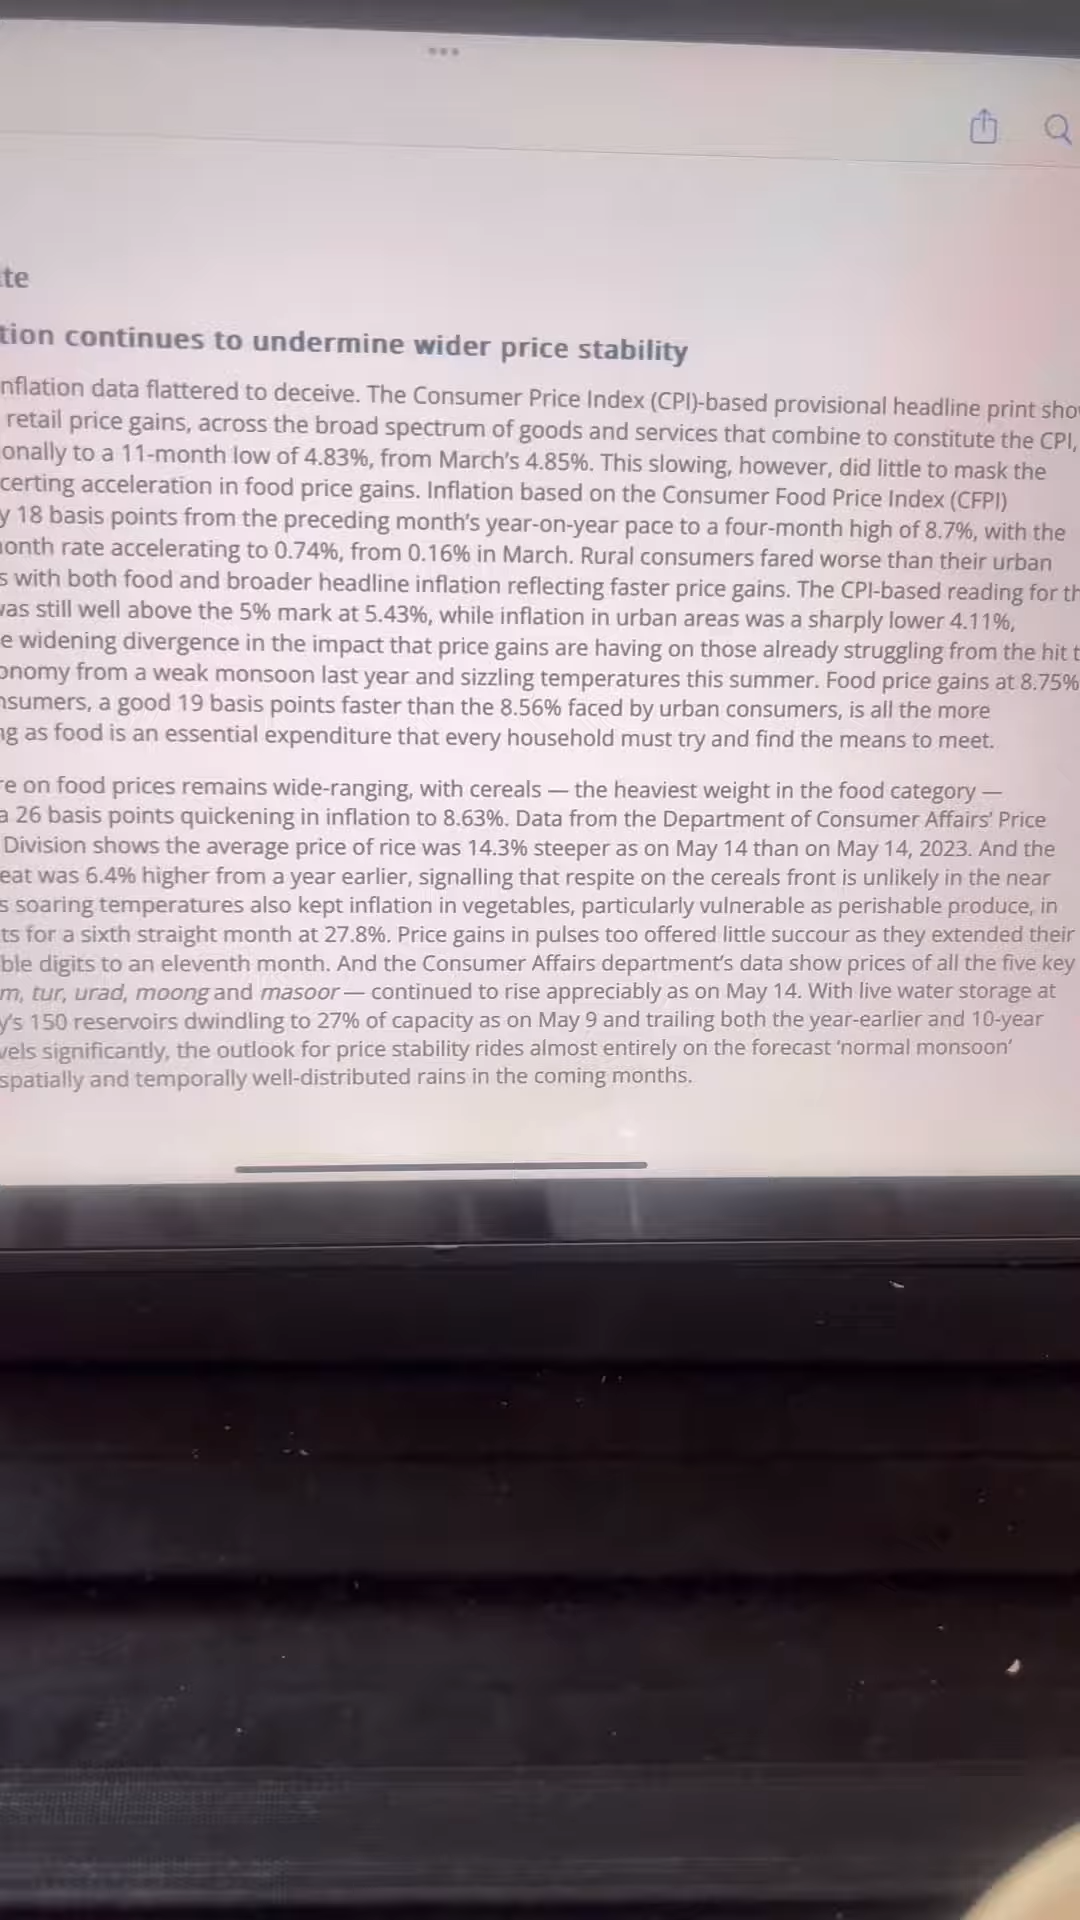 tion continues to undermine wider price stability
nflation data flattered to deceive. The Consumer Price Index (CPI)-based provisional headline print sho
retail price gains, across the broad spectrum of goods and services that combine to constitute the CPI,
onally to a 11-month low of 4.83%, from March's 4.85%. This slowing, however, did little to mask the
certing acceleration in food price gains. Inflation based on the Consumer Food Price Index (CFPI)
y 18 basis points from the preceding month's year-on-year pace to a four-month high of 8.7%, with the
onth rate accelerating to 0.74%, from 0.16% in March. Rural consumers fared worse than their urban
s with both food and broader headline inflation reflecting faster price gains. The CPI-based reading for th
was still well above the 5% mark at 5.43%, while inflation in urban areas was a sharply lower 4.11%,
e widening divergence in the impact that price gains are having on those already struggling from the hit t
onomy from a weak monsoon last year and sizzling temperatures this summer. Food price gains at 8.75%
nsumers, a good 19 basis points faster than the 8.56% faced by urban consumers, is all the more
ng as food is an essential expenditure that every household must try and find the means to meet.
re on food prices remains wide-ranging, with cereals — the heaviest weight in the food category —
a 26 basis points quickening in inflation to 8.63%. Data from the Department of Consumer Affairs' Price
Division shows the average price of rice was 14.3% steeper as on May 14 than on May 14, 2023. And the
eat was 6.4% higher from a year earlier, signalling that respite on the cereals front is unlikely in the near
s soaring temperatures also kept inflation in vegetables, particularly vulnerable as perishable produce, in
ts for a sixth straight month at 27.8%. Price gains in pulses too offered little succour as they extended their
ble digits to an eleventh month. And the Consumer Affairs department's data show prices of all the five key
m, tur, urad, moong and masoor — continued to rise appreciably as on May 14. With live water storage at
y's 150 reservoirs dwindling to 27% of capacity as on May 9 and trailing both the year-earlier and 10-year
vels significantly, the outlook for price stability rides almost entirely on the forecast 'normal monsoon'
spatially and temporally well-distributed rains in the coming months.